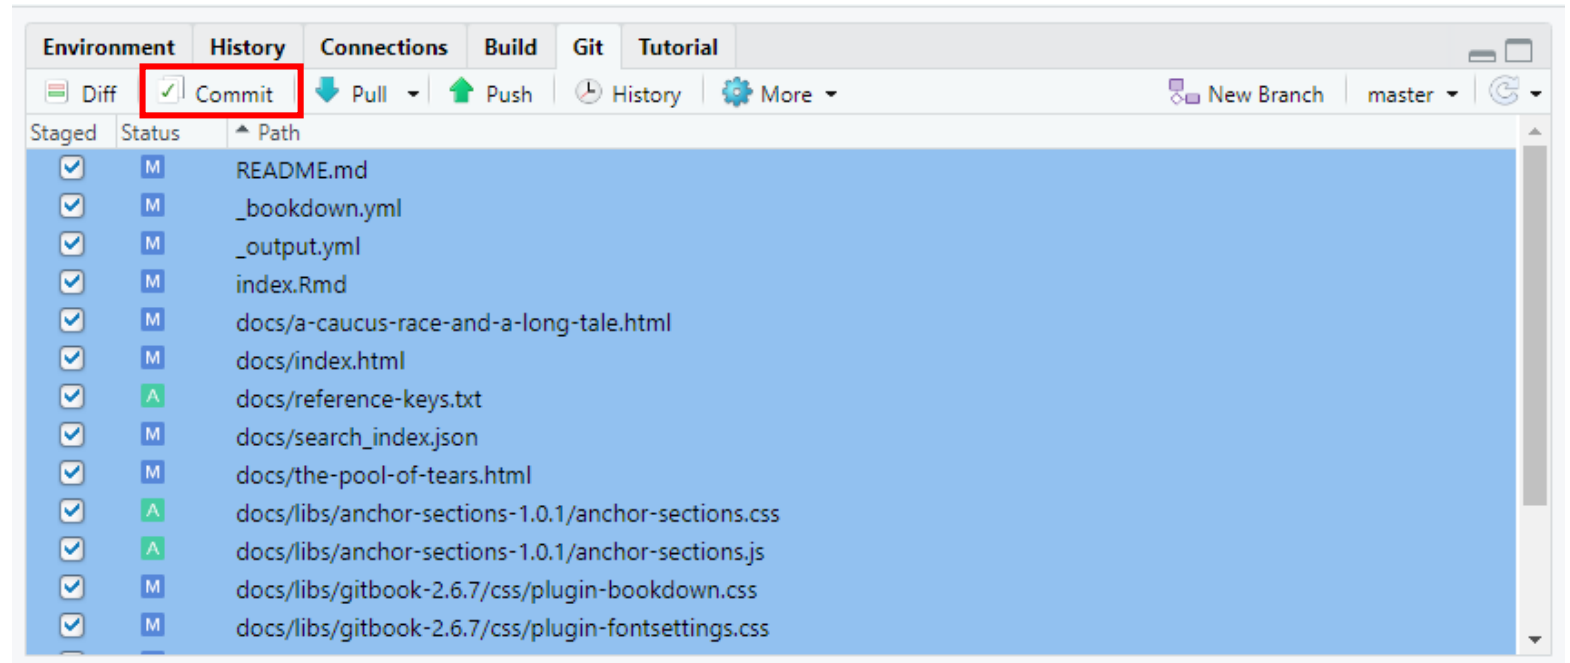 Environment History Connections Build Git Tutorial
Diff Commit Pull Push History More New Branch master
Staged Status Path
M README.md
M _bookdown.yml
M _output.yml
M index.Rmd
M docs/a-caucus-race-and-a-long-tale.html
M docs/index.html
A docs/reference-keys.txt
M docs/search_index.json
M docs/the-pool-of-tears.html
A docs/libs/anchor-sections-1.0.1/anchor-sections.css
A docs/libs/anchor-sections-1.0.1/anchor-sections.js
M docs/libs/gitbook-2.6.7/css/plugin-bookdown.css
M docs/libs/gitbook-2.6.7/css/plugin-fontsettings.css